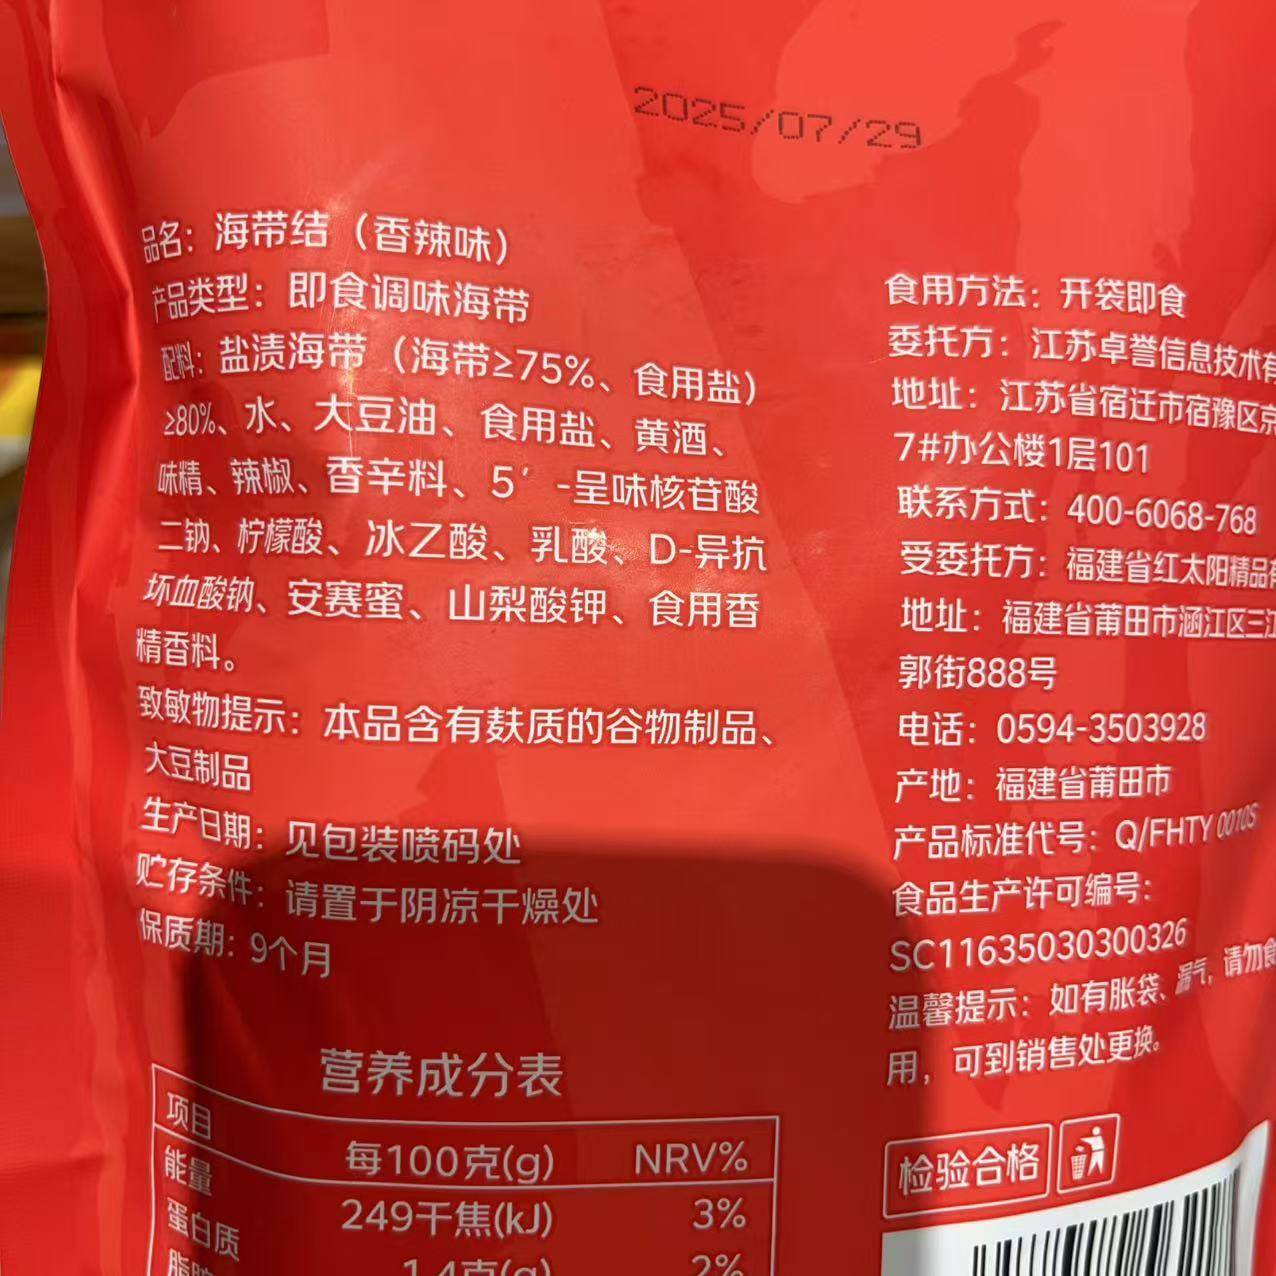 2025/07/29
品名：海带结（香辣味）
产品类型：即食调味海带
配料：盐渍海带（海带≥75%、食用盐）
≥80%、水、大豆油、食用盐、黄酒、
味精、辣椒、香辛料、5′-呈味核苷酸
二钠、柠檬酸、冰乙酸、乳酸、D-异抗
坏血酸钠、安赛蜜、山梨酸钾、食用香
精香料。
致敏物提示：本品含有麸质的谷物制品、
大豆制品
生产日期：见包装喷码处
贮存条件：请置于阴凉干燥处
保质期：9个月
食用方法：开袋即食
委托方：江苏卓誉信息技术有
地址：江苏省宿迁市宿豫区京
7#办公楼1层101
联系方式：400-6068-768
受委托方：福建省红太阳精品有
地址：福建省莆田市涵江区三江
郭街888号
电话：0594-3503928
产地：福建省莆田市
产品标准代号：Q/FHTY 0010S
食品生产许可编号：
SC11635030300326
温馨提示：如有胀袋、漏气，请勿食
用，可到销售处更换。
营养成分表
项目 每100克(g) NRV%
能量 249千焦(kJ) 3%
蛋白质 1.4克(g) 2%
脂肪
检验合格